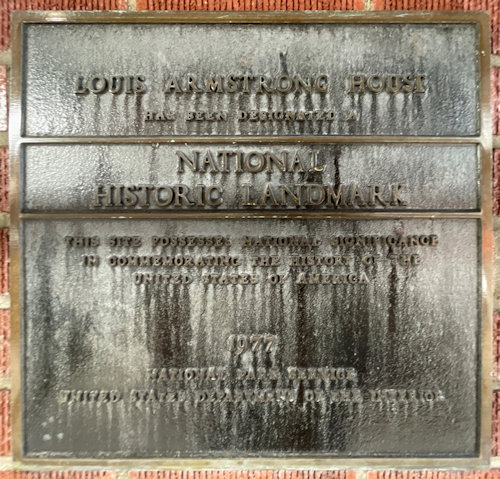 LOUIS ARMSTRONG HOUSE
HAS BEEN DESIGNATED A
NATIONAL
HISTORIC LANDMARK
THIS SITE POSSESSES NATIONAL SIGNIFICANCE
IN COMMEMORATING THE HISTORY OF THE
UNITED STATES OF AMERICA
1977
NATIONAL PARK SERVICE
UNITED STATES DEPARTMENT OF THE INTERIOR